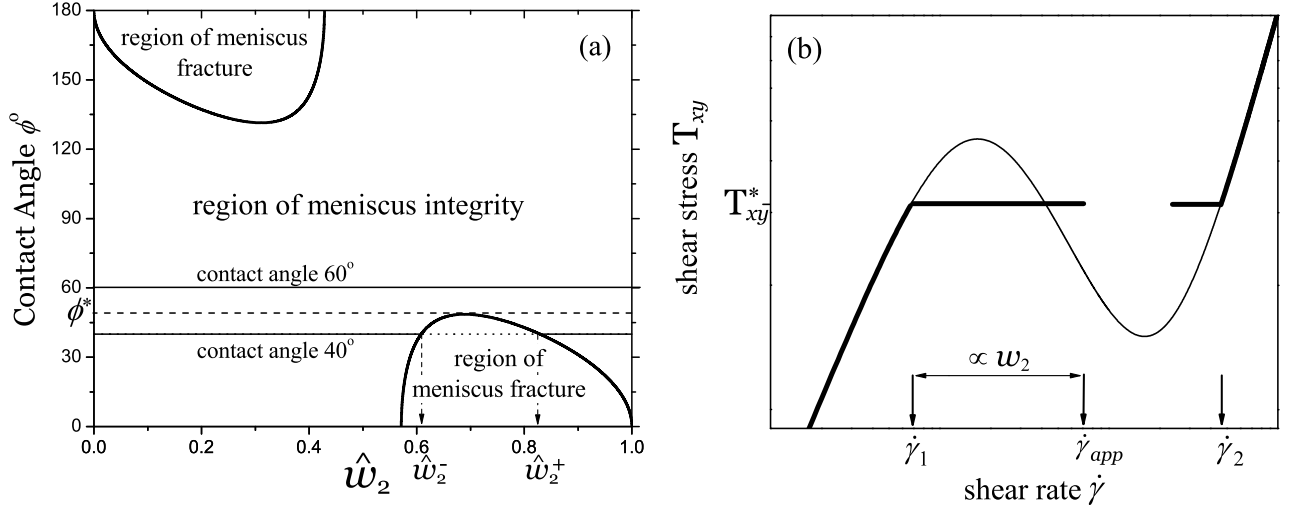 180
150
120
90
60
30
0
Contact Angle ϕ°
ϕ*
region of meniscus
fracture
(a)
region of meniscus integrity
contact angle 60°
contact angle 40°
region of
meniscus fracture
0.0
0.2
0.4
0.6
0.8
1.0
ŵ₂
ŵ₂⁻
ŵ₂⁺
(b)
shear stress Tₓᵧ
T*ₓᵧ
∝ w₂
γ̇₁
γ̇app
γ̇₂
shear rate γ̇